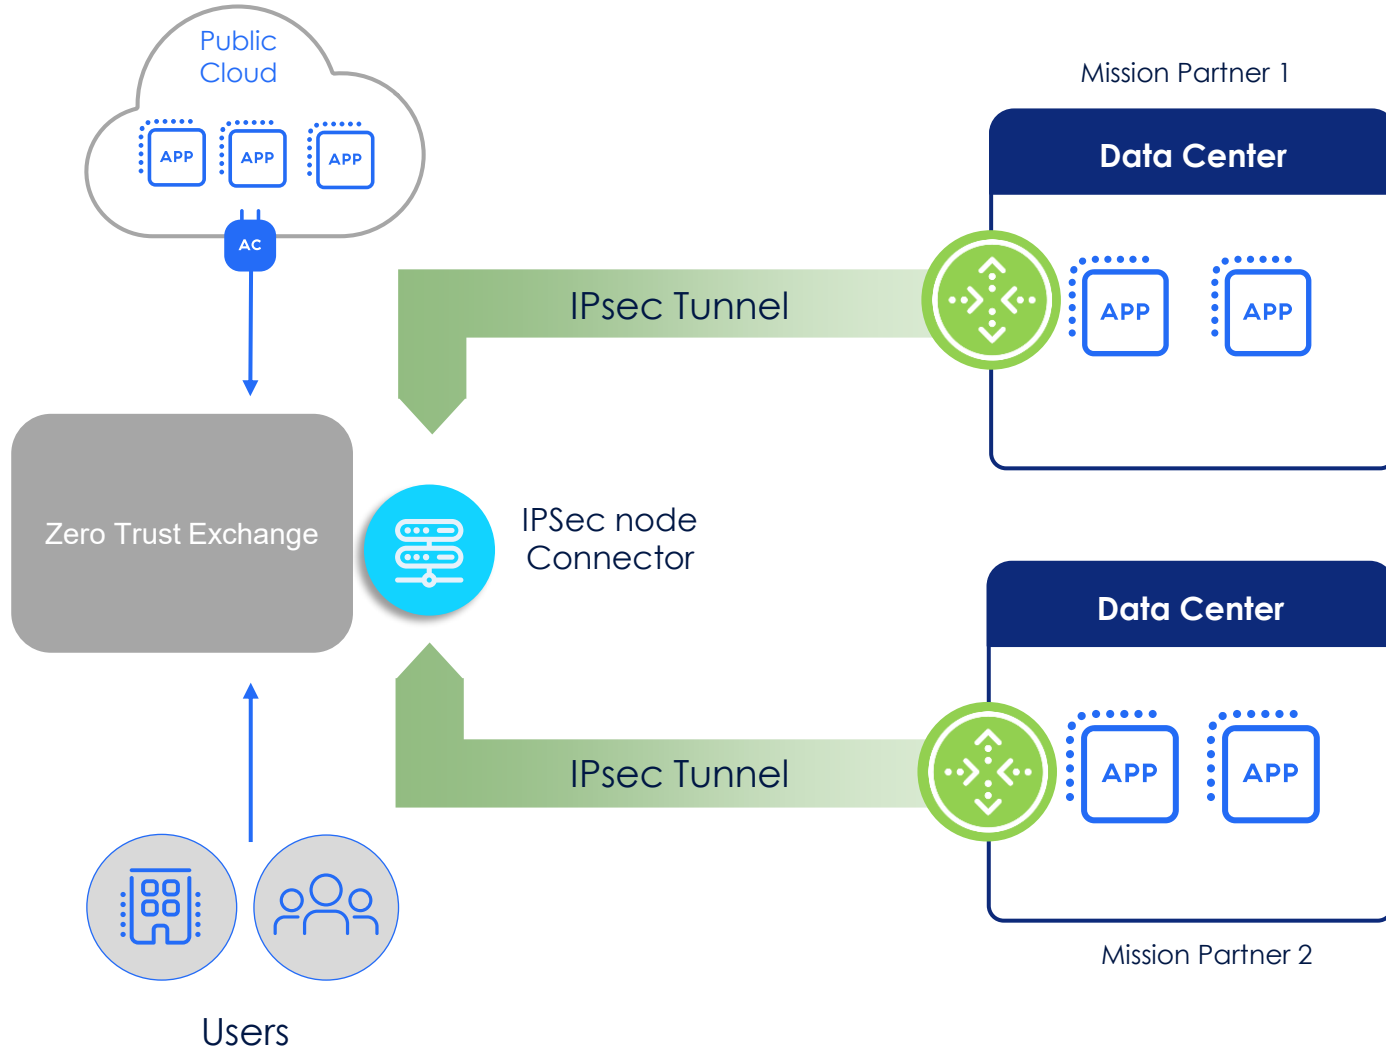 Public
Cloud
APP
APP
APP
AC
Mission Partner 1
Data Center
IPsec Tunnel
APP
APP
Zero Trust Exchange
IPSec node
Connector
Data Center
IPsec Tunnel
APP
APP
Mission Partner 2
Users